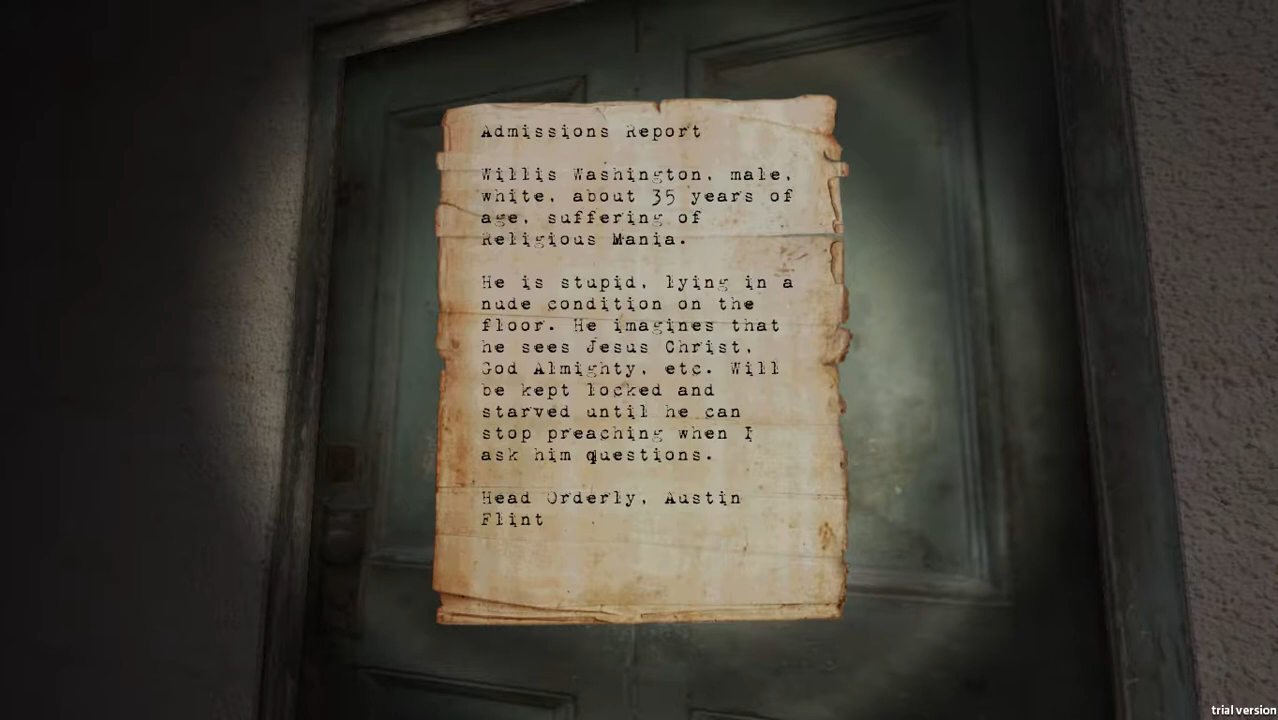 Admissions Report
Willis Washington, male,
white, about 35 years of
age, suffering of
Religious Mania.
He is stupid, lying in a
nude condition on the
floor. He imagines that
he sees Jesus Christ,
God Almighty, etc. Will
be kept locked and
starved until he can
stop preaching when I
ask him questions.
Head Orderly, Austin
Flint
trial version